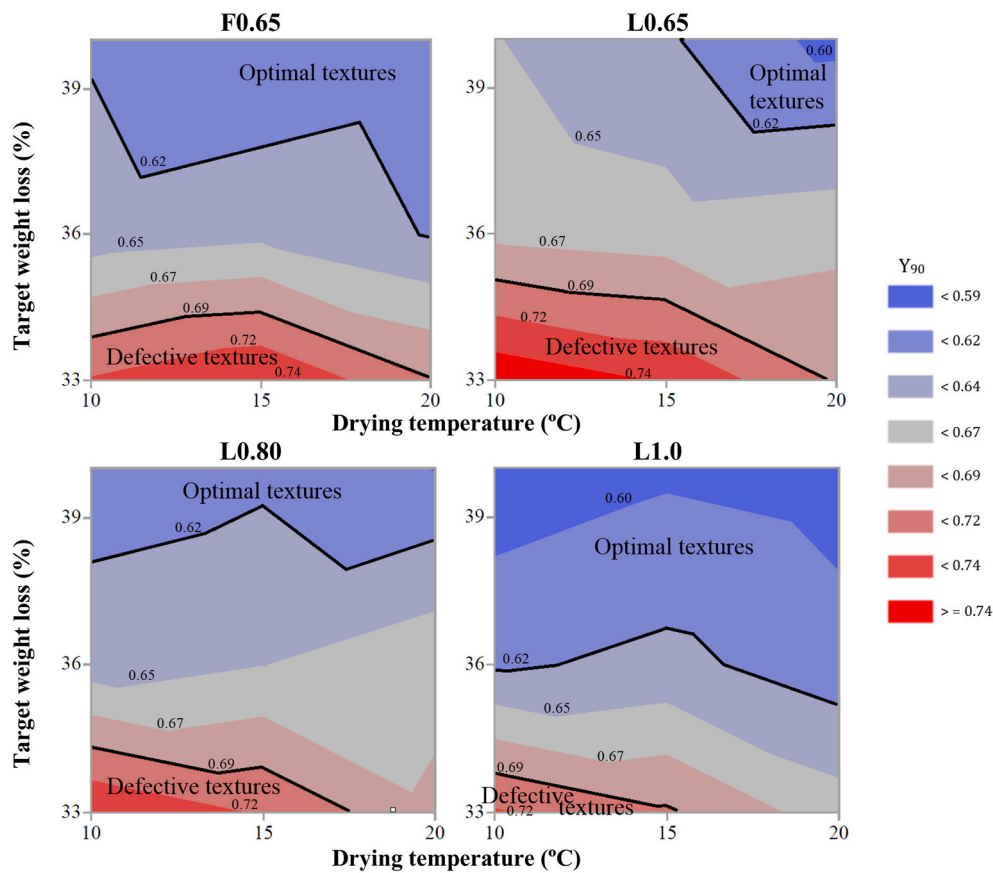 F0.65
L0.65
Target weight loss (%)
39
36
33
10
15
20
Optimal textures
0.62
0.65
0.67
0.69
0.72
Defective textures
0.74
39
36
33
10
15
20
0.60
Optimal
textures
0.62
0.65
0.67
0.69
0.72
Defective textures
0.74
Drying temperature (ºC)
Y90
< 0.59
< 0.62
< 0.64
< 0.67
< 0.69
< 0.72
< 0.74
> = 0.74
L0.80
L1.0
Target weight loss (%)
39
36
33
10
15
20
Optimal textures
0.62
0.65
0.67
0.69
Defective textures
0.72
39
36
33
10
15
20
0.60
Optimal textures
0.62
0.65
0.67
0.69
Defective
textures
0.72
Drying temperature (ºC)